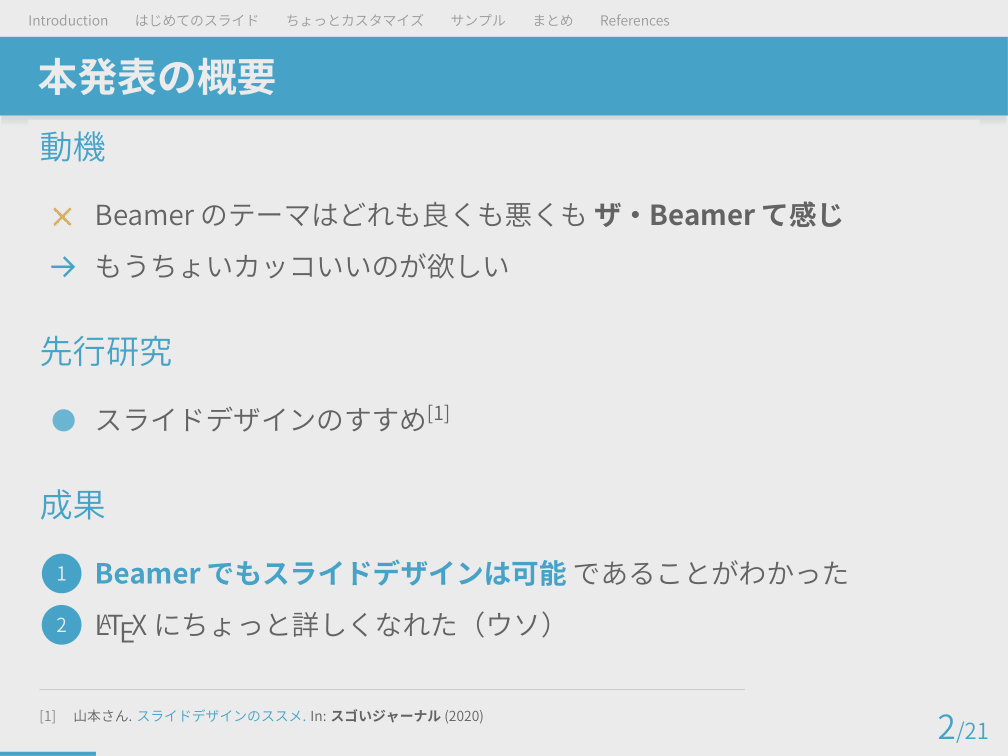 Introduction はじめてのスライド ちょっとカスタマイズ サンプル まとめ References
本発表の概要
動機
× Beamer のテーマはどれも良くも悪くも ザ・Beamer て感じ
→ もうちょいカッコいいのが欲しい
先行研究
● スライドデザインのすすめ[1]
成果
1 Beamer でもスライドデザインは可能 であることがわかった
2 LATEX にちょっと詳しくなれた（ウソ）
[1] 山本さん. スライドデザインのススメ. In: スゴいジャーナル (2020)
2/21